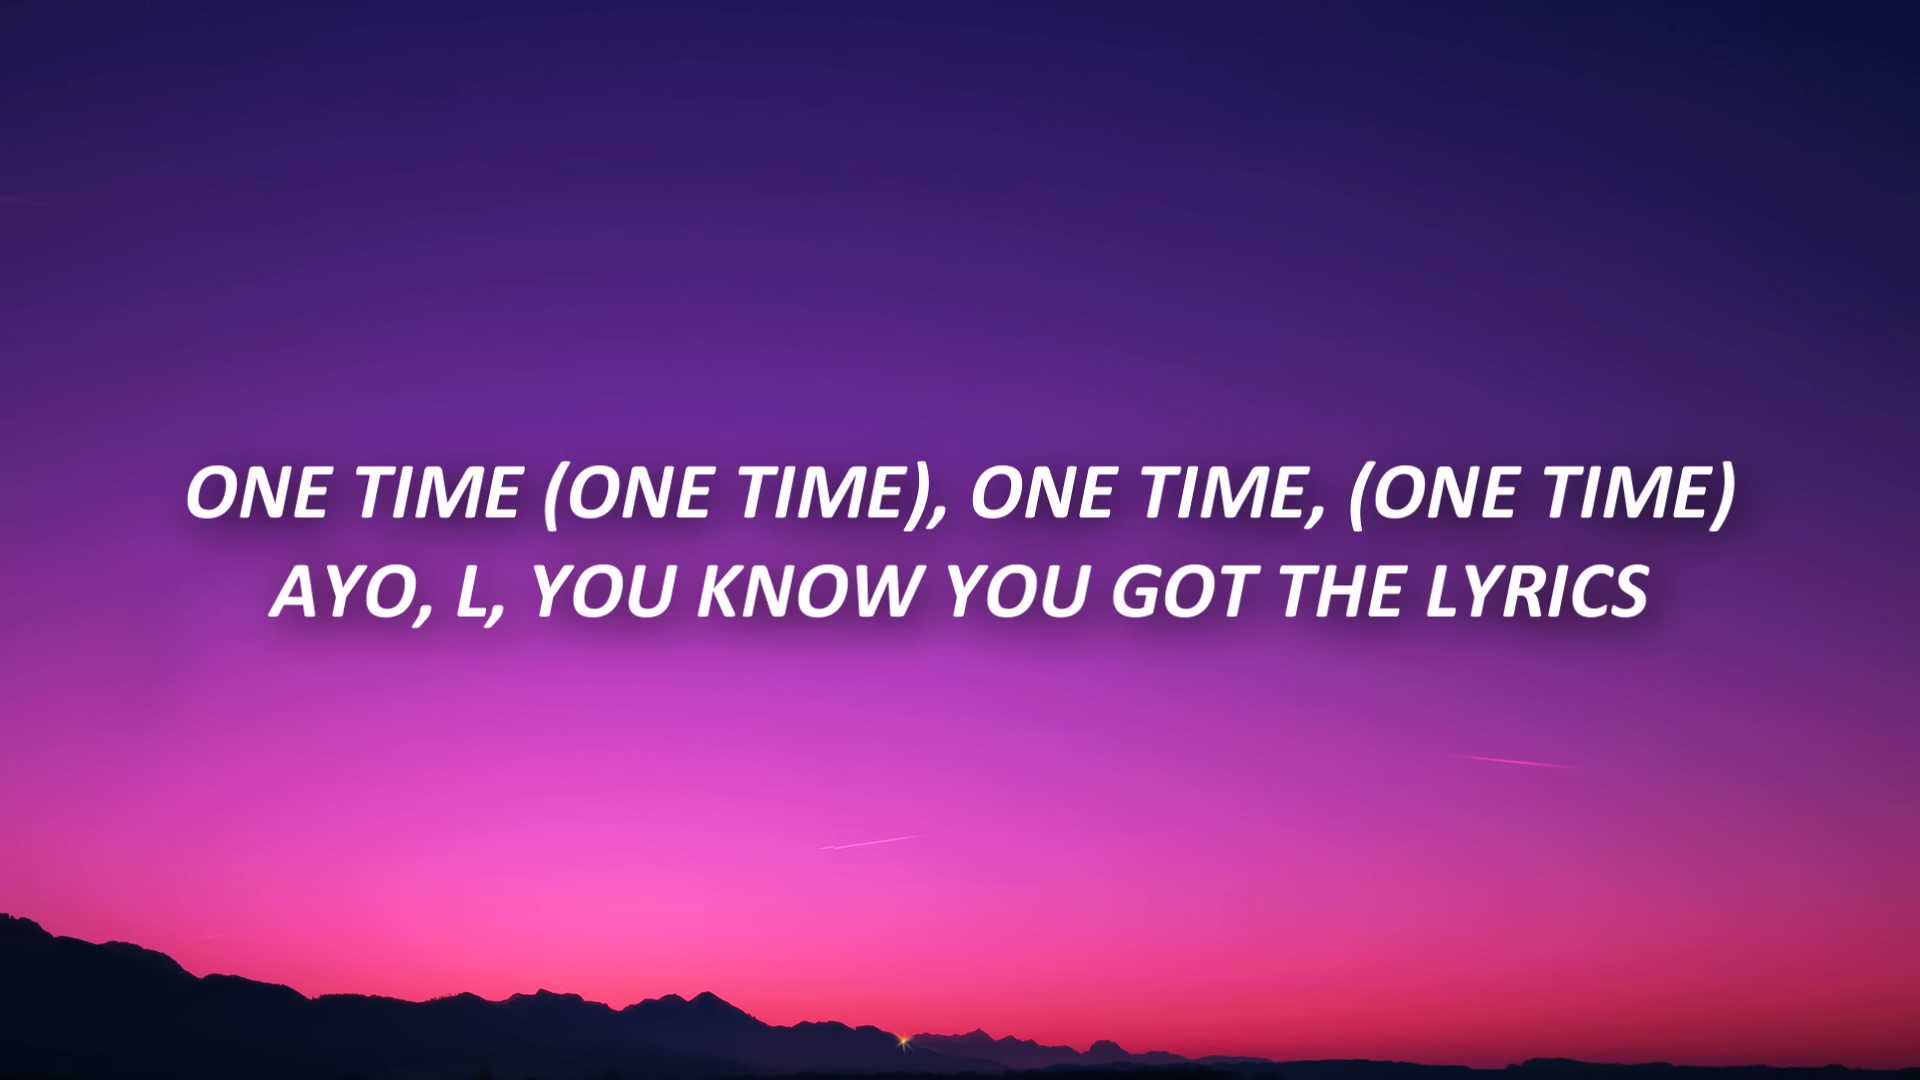 ONE TIME (ONE TIME), ONE TIME, (ONE TIME)
AYO, L, YOU KNOW YOU GOT THE LYRICS